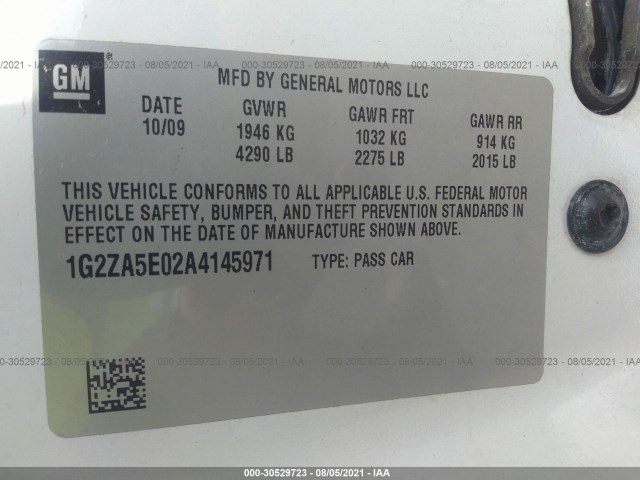 GM
MFD BY GENERAL MOTORS LLC
DATE GVWR GAWR FRT GAWR RR
10/09 1946 KG 1032 KG 914 KG
4290 LB 2275 LB 2015 LB
THIS VEHICLE CONFORMS TO ALL APPLICABLE U.S. FEDERAL MOTOR
VEHICLE SAFETY, BUMPER, AND THEFT PREVENTION STANDARDS IN
EFFECT ON THE DATE OF MANUFACTURE SHOWN ABOVE.
1G2ZA5E02A4145971 TYPE: PASS CAR
000-30529723 - 08/05/2021 - IAA